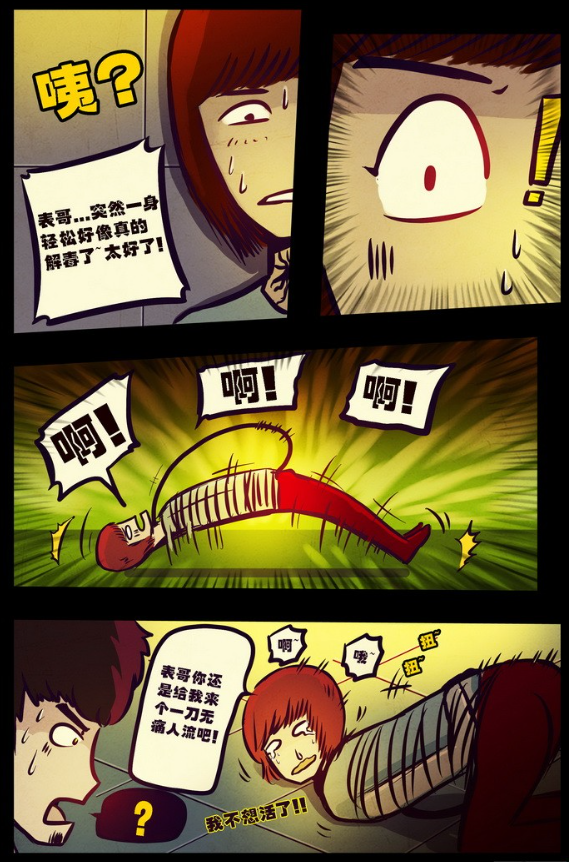 咦？
表哥...突然一身
轻松好像真的
解毒了~太好了!
!
啊!
啊!
啊!
表哥你还
是给我来
个一刀无
痛人流吧!
啊~
哦~
扭~
扭~
?
我不想活了!!